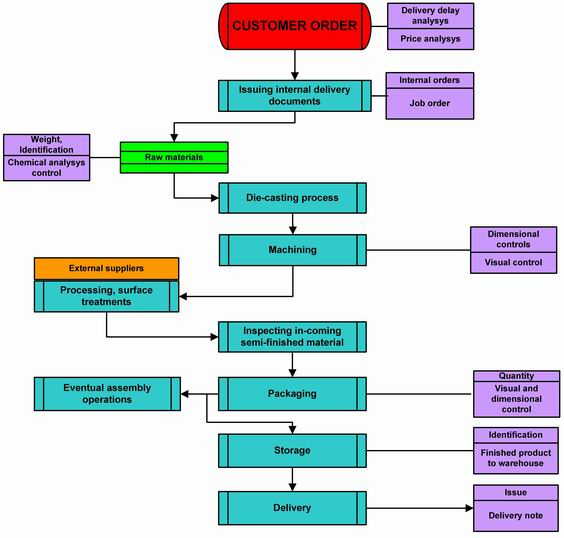 CUSTOMER ORDER
Delivery delay
analysys
Price analysys
Issuing internal delivery
documents
Internal orders
Job order
Weight,
Identification
Chemical analysys
control
Raw materials
Die-casting process
Machining
Dimensional
controls
Visual control
External suppliers
Processing, surface
treatments
Inspecting in-coming
semi-finished material
Eventual assembly
operations
Packaging
Quantity
Visual and
dimensional
control
Storage
Identification
Finished product
to warehouse
Delivery
Issue
Delivery note